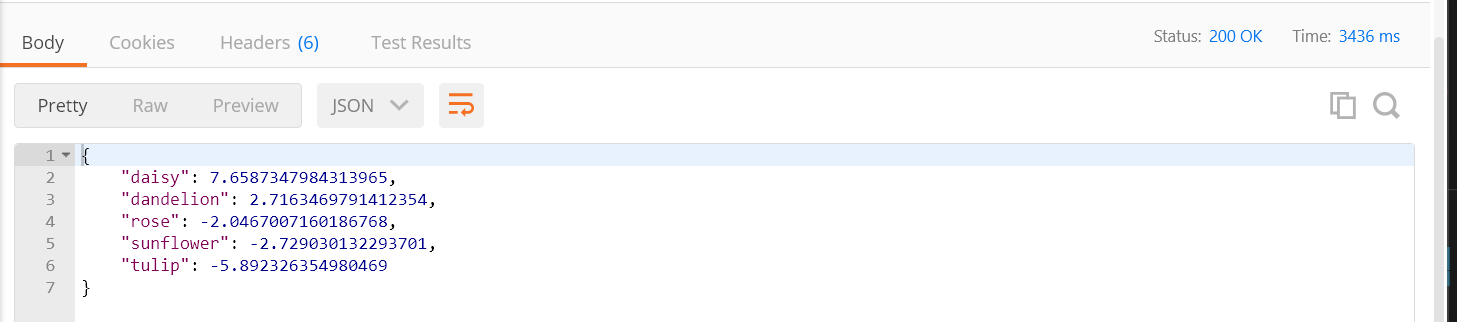 Body Cookies Headers (6) Test Results Status: 200 OK Time: 3436 ms
Pretty Raw Preview JSON
1 {
2 "daisy": 7.6587347984313965,
3 "dandelion": 2.7163469791412354,
4 "rose": -2.0467007160186768,
5 "sunflower": -2.729030132293701,
6 "tulip": -5.892326354980469
7 }